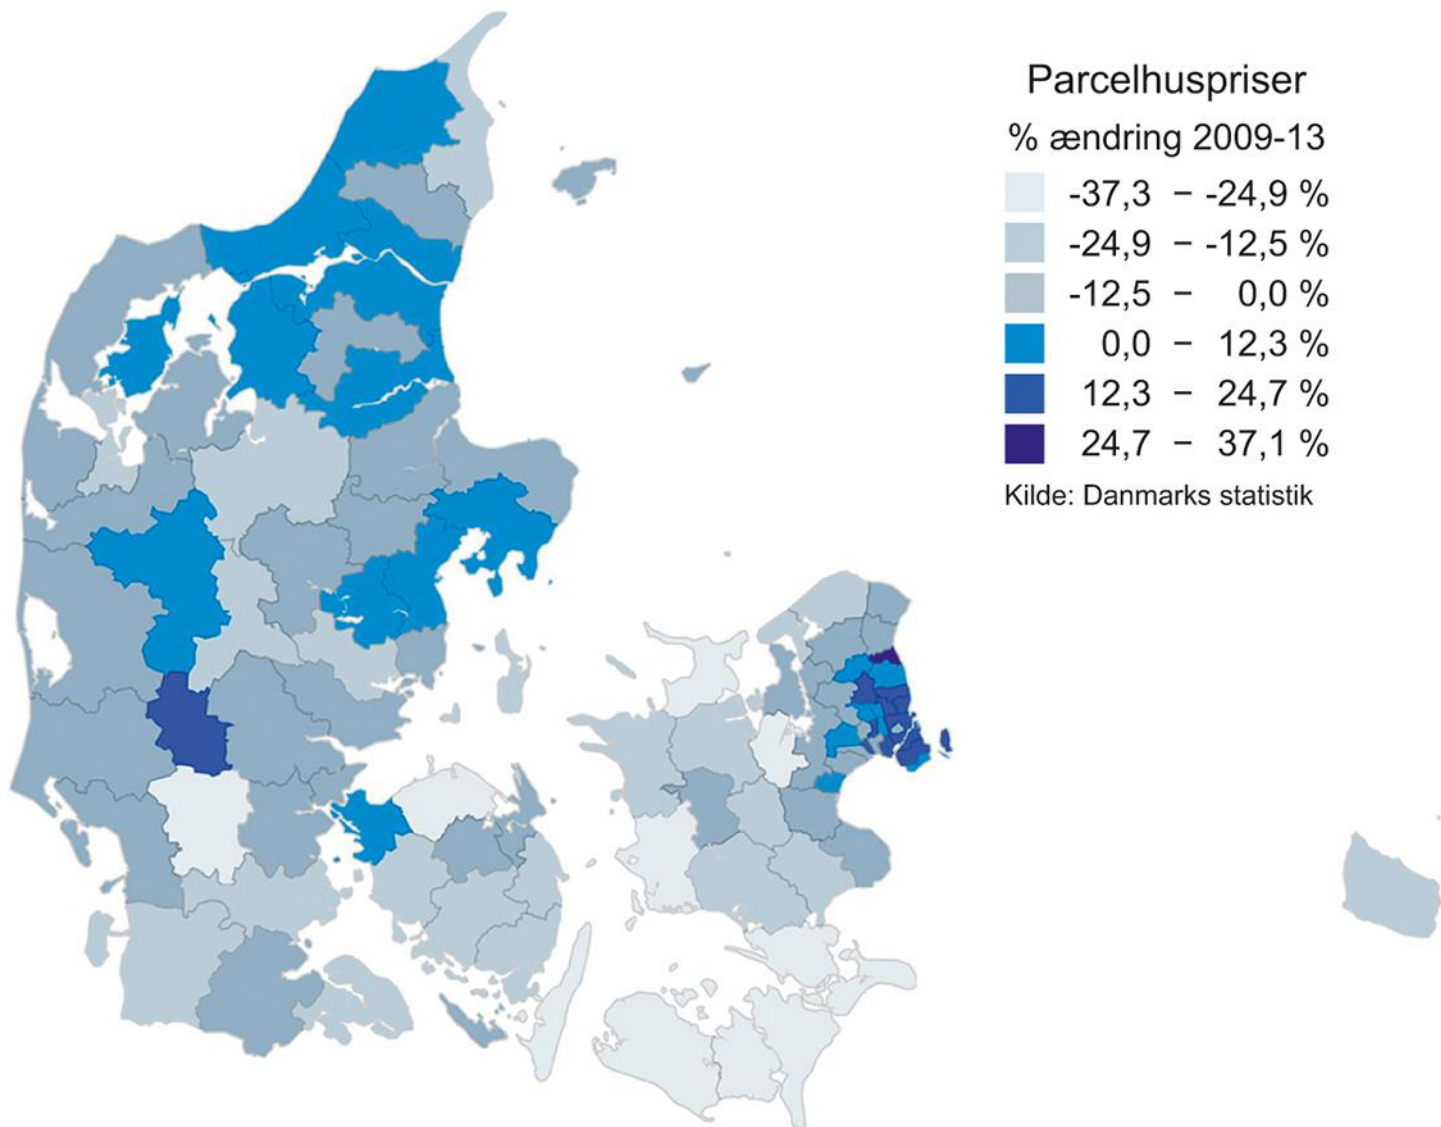 Parcelhuspriser
% ændring 2009-13
-37,3 – -24,9 %
-24,9 – -12,5 %
-12,5 – 0,0 %
0,0 – 12,3 %
12,3 – 24,7 %
24,7 – 37,1 %
Kilde: Danmarks statistik